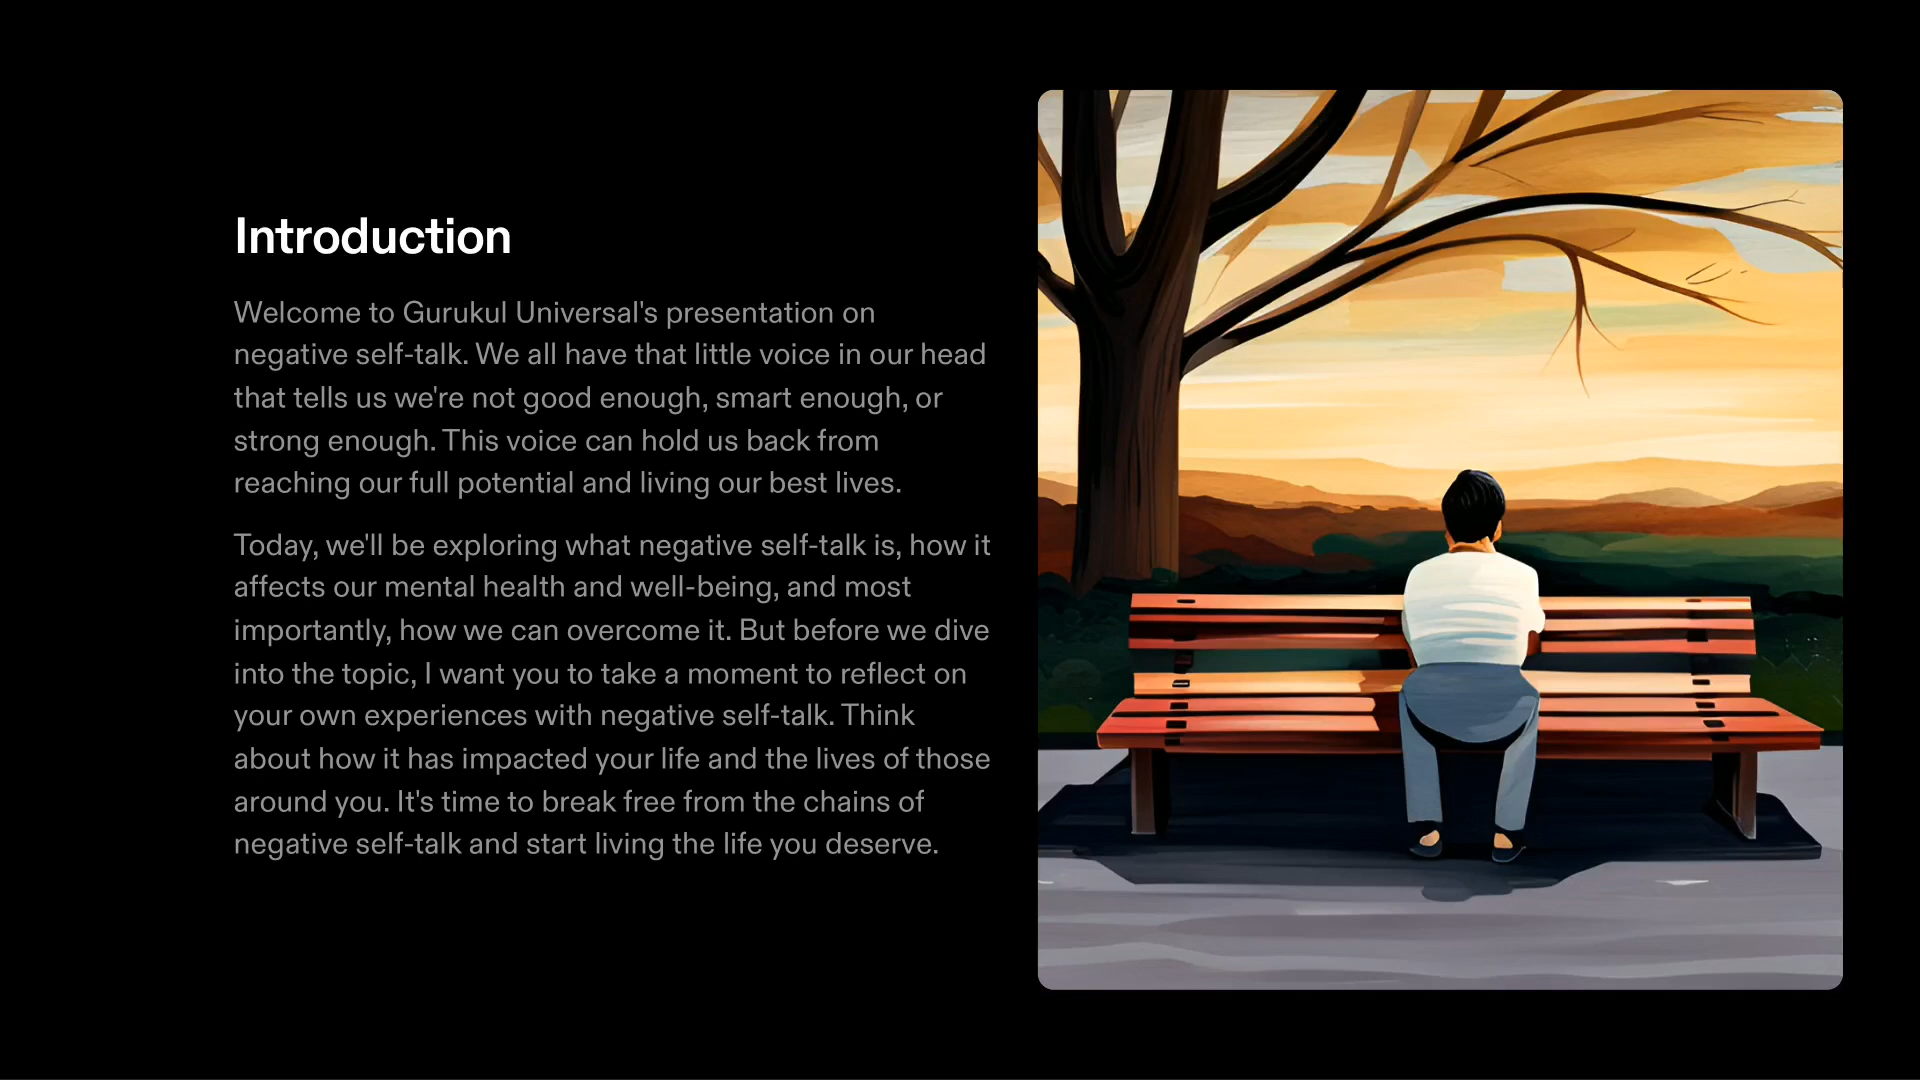 Introduction
Welcome to Gurukul Universal's presentation on
negative self-talk. We all have that little voice in our head
that tells us we're not good enough, smart enough, or
strong enough. This voice can hold us back from
reaching our full potential and living our best lives.
Today, we'll be exploring what negative self-talk is, how it
affects our mental health and well-being, and most
importantly, how we can overcome it. But before we dive
into the topic, I want you to take a moment to reflect on
your own experiences with negative self-talk. Think
about how it has impacted your life and the lives of those
around you. It's time to break free from the chains of
negative self-talk and start living the life you deserve.